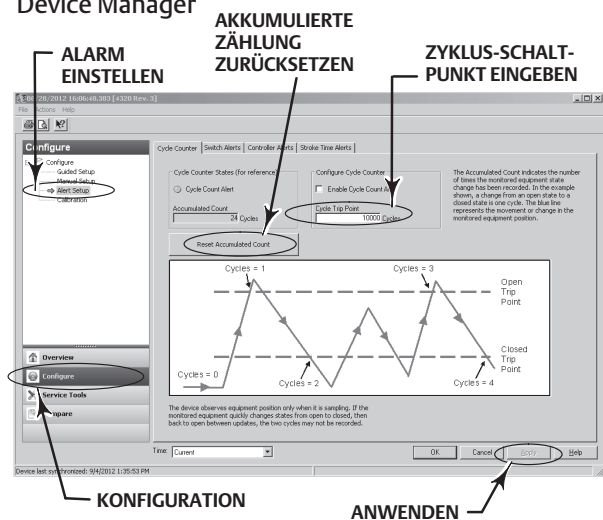 Device Manager
ALARM
EINSTELLEN
AKKUMULIERTE
ZÄHLUNG
ZURÜCKSETZEN
ZYKLUS-SCHALT-
PUNKT EINGEBEN
08/28/2012 16:06:48.383 [4320 Rev. 3]
File Actions Help
Configure
Configure
Guided Setup
Manual Setup
Alert Setup
Calibration
Overview
Configure
Service Tools
Compare
Cycle Counter Switch Alerts Controller Alerts Stroke Time Alerts
Cycle Counter States (for reference)
Cycle Count Alert
Accumulated Count
24 Cycles
Reset Accumulated Count
Configure Cycle Counter
Enable Cycle Count
Cycle Trip Point
10000 Cycles
The Accumulated Count indicates the number
of times the monitored equipment state
change has been recorded. In the example
shown, a change from an open state to a
closed state is one cycle. The blue line
represents the movement or change in the
monitored equipment position.
Cycles = 1
Cycles = 3
Open
Trip
Point
Closed
Trip
Point
Cycles = 0
Cycles = 2
Cycles = 4
The device observes equipment position only when it is sampling. If the
monitored equipment quickly changes states from open to closed, then
back to open between updates, the two cycles may not be recorded.
Time: Current
OK Cancel Apply Help
Device last synchronized: 9/4/2012 1:35:53 PM
KONFIGURATION
ANWENDEN